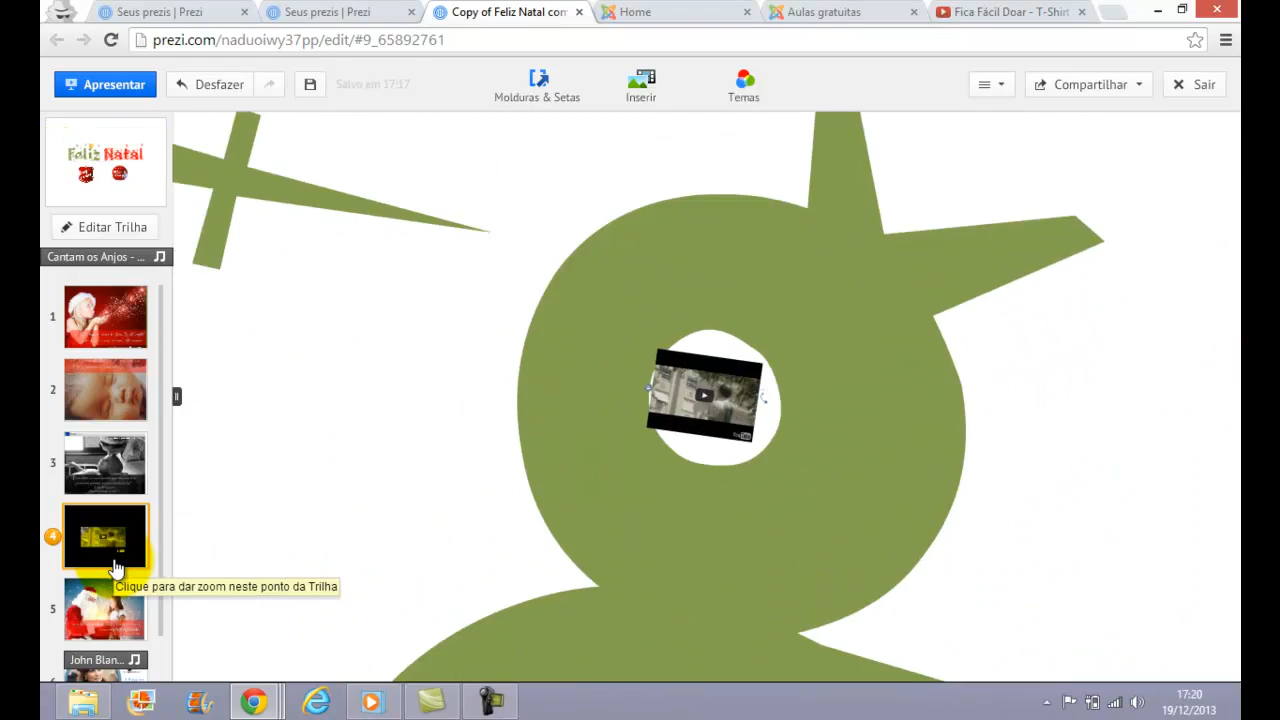 Seus prezis | Prezi
Seus prezis | Prezi
Copy of Feliz Natal con
Home
Aulas gratuitas
Fica Fácil Doar - T-Shirt
prezi.com/naduoiwy37pp/edit/#9_65892761
Apresentar
Desfazer
Salvo em 17:17
Molduras & Setas
Inserir
Temas
Compartilhar
Sair
Feliz Natal
Editar Trilha
Cantam os Anjos - ...
1
2
3
4
Clique para dar zoom neste ponto da Trilha
5
John Blan...
17:20
19/12/2013